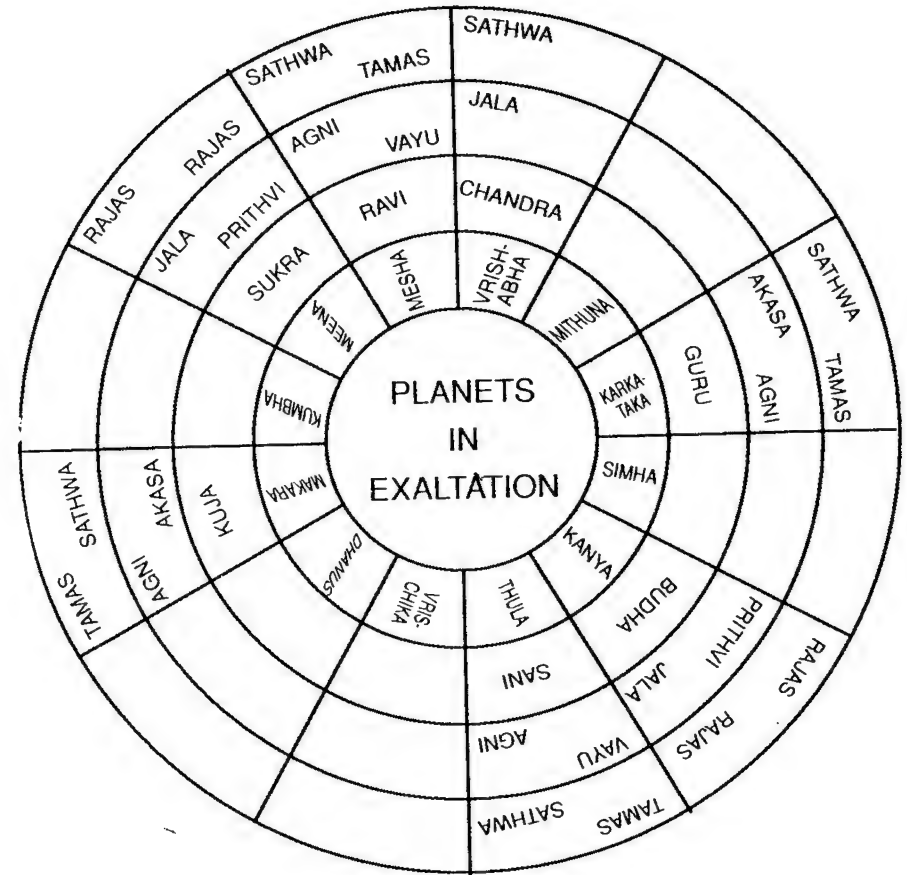 PLANETS
IN
EXALTATION
MESHA
RAVI
AGNI VAYU
SATHWA TAMAS
VRISH-
ABHA
CHANDRA
JALA
SATHWA
MITHUNA
KARKA-
TAKA
GURU
AKASA AGNI
SATHWA TAMAS
SIMHA
KANYA
BUDHA
PRITHVI JALA
RAJAS RAJAS
THULA
SANI
VAYU AGNI
TAMAS SATHWA
VRIS-
CHIKA
DHANUS
MAKARA
KUJA
AGNI AKASA
TAMAS SATHWA
KUMBHA
MEENA
SUKRA
JALA PRITHVI
RAJAS RAJAS